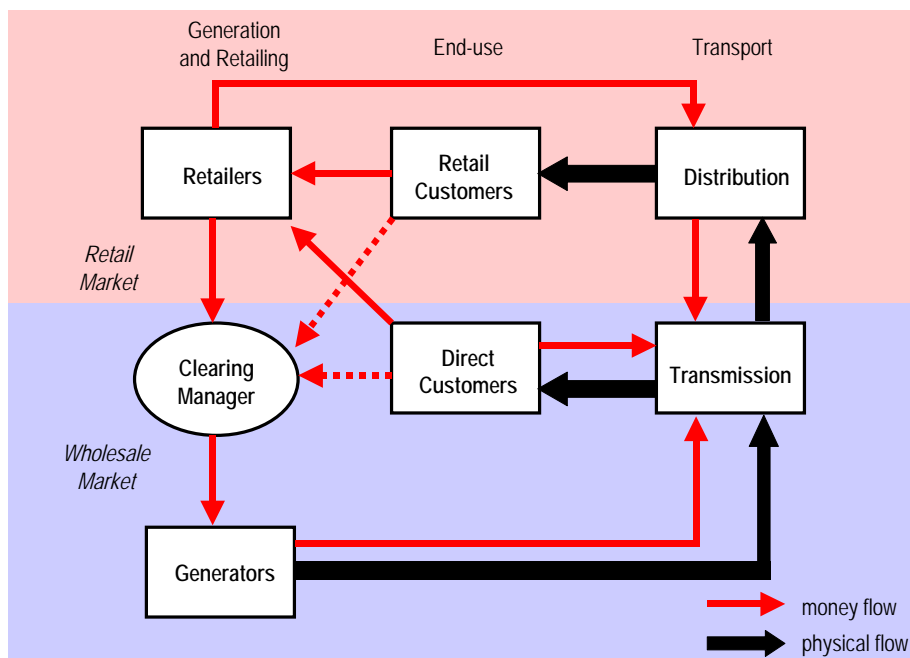 Generation
and Retailing
End-use
Transport
Retailers
Retail
Customers
Distribution
Retail
Market
Clearing
Manager
Direct
Customers
Transmission
Wholesale
Market
Generators
money flow
physical flow